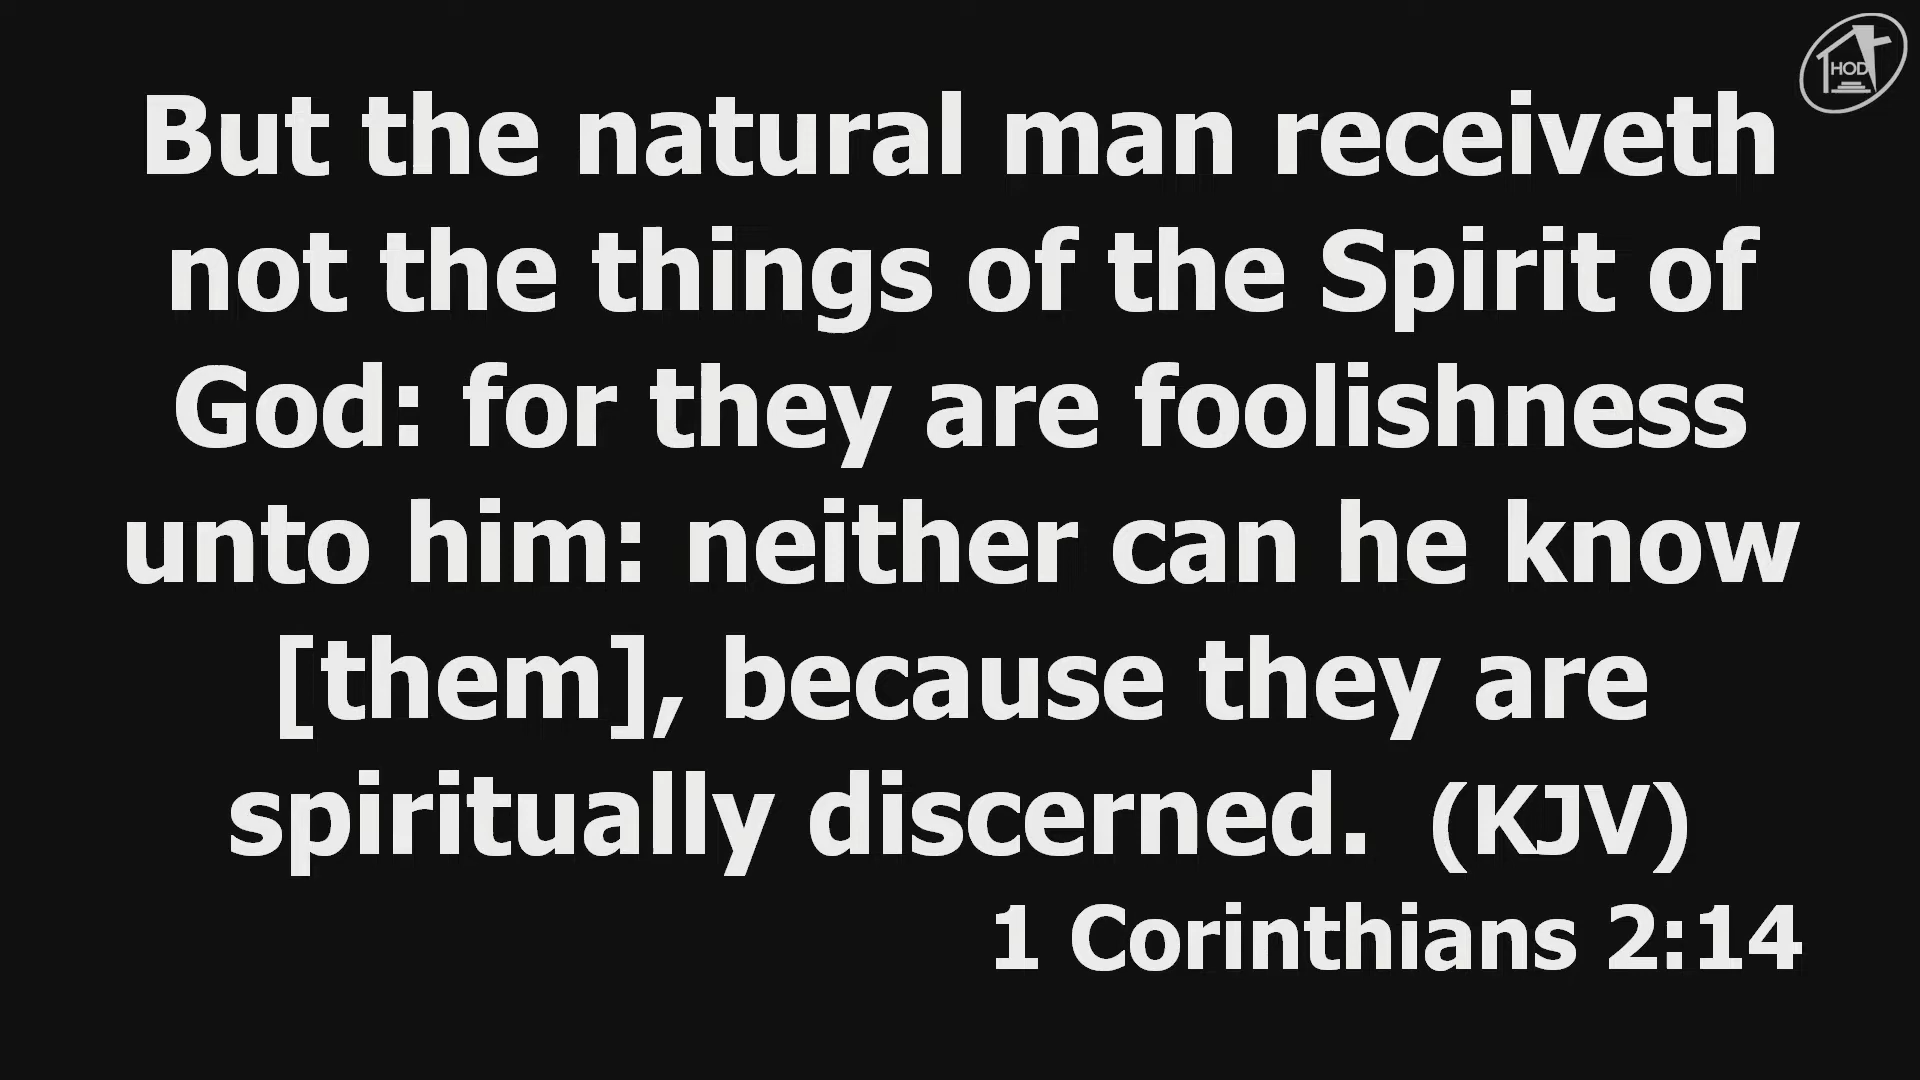 HOD
But the natural man receiveth
not the things of the Spirit of
God: for they are foolishness
unto him: neither can he know
[them], because they are
spiritually discerned. (KJV)
1 Corinthians 2:14